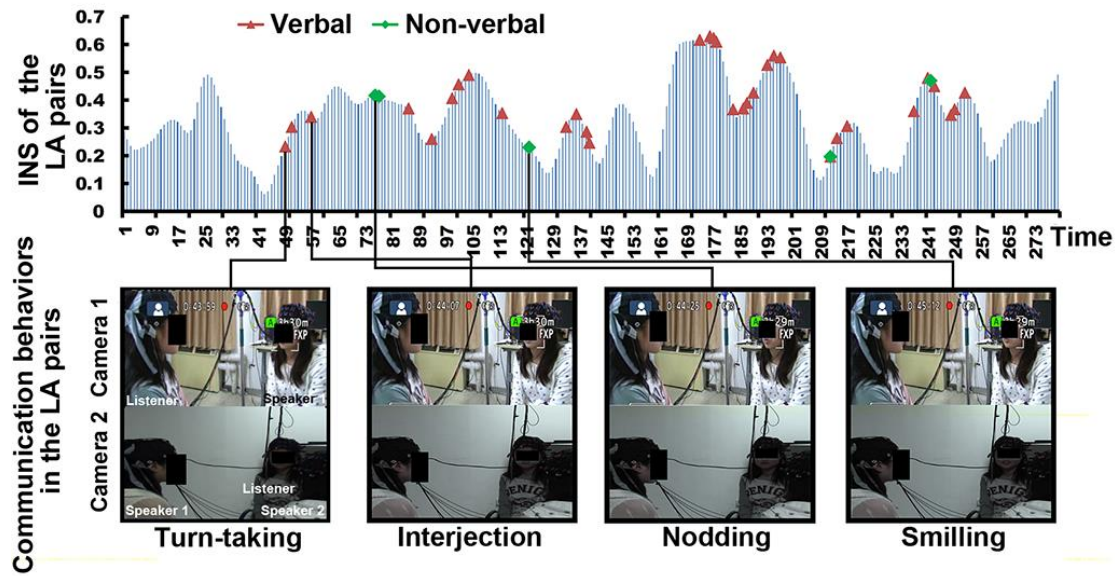 INS of the
LA pairs
Verbal
Non-verbal
0.7
0.6
0.5
0.4
0.3
0.2
0.1
0
1 9 17 25 33 41 49 57 65 73 81 89 97 105 113 121 129 137 145 153 161 169 177 185 193 201 209 217 225 233 241 249 257 265 273 Time
Communication behaviors
in the LA pairs
Camera 1
Camera 2
Listener
Speaker
Listener
Speaker 1
Speaker 2
FXP
FXP
FXP
FXP
Turn-taking
Interjection
Nodding
Smilling